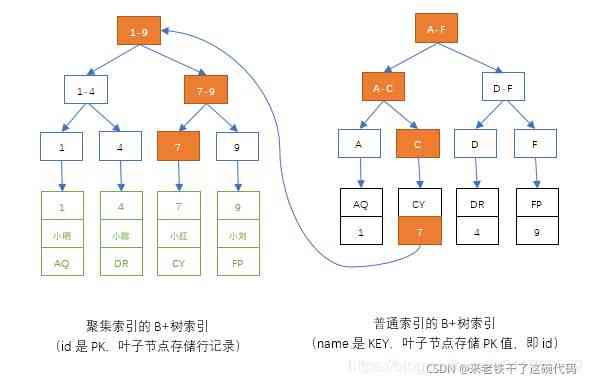 1-9
1-4
7-9
1
4
7
9
1
4
7
9
小明
小陈
小红
小刘
AQ
DR
CY
FP
聚集索引的 B+树索引
(id 是 PK，叶子节点存储行记录)
A-F
A-C
D-F
A
C
D
F
AQ
CY
DR
FP
1
7
4
9
普通索引的 B+树索引
(name 是 KEY，叶子节点存储 PK 值，即 id)
CSDN @来老铁干了这碗代码